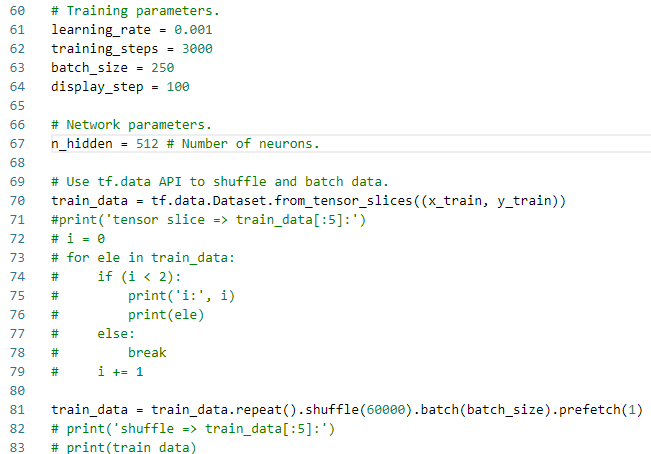 60 # Training parameters.
61 learning_rate = 0.001
62 training_steps = 3000
63 batch_size = 250
64 display_step = 100
65
66 # Network parameters.
67 n_hidden = 512 # Number of neurons.
68
69 # Use tf.data API to shuffle and batch data.
70 train_data = tf.data.Dataset.from_tensor_slices((x_train, y_train))
71 #print('tensor slice => train_data[:5]:')
72 # i = 0
73 # for ele in train_data:
74 #     if (i < 2):
75 #         print('i:', i)
76 #         print(ele)
77 #     else:
78 #         break
79 #     i += 1
80
81 train_data = train_data.repeat().shuffle(60000).batch(batch_size).prefetch(1)
82 # print('shuffle => train_data[:5]:')
83 # print(train data)